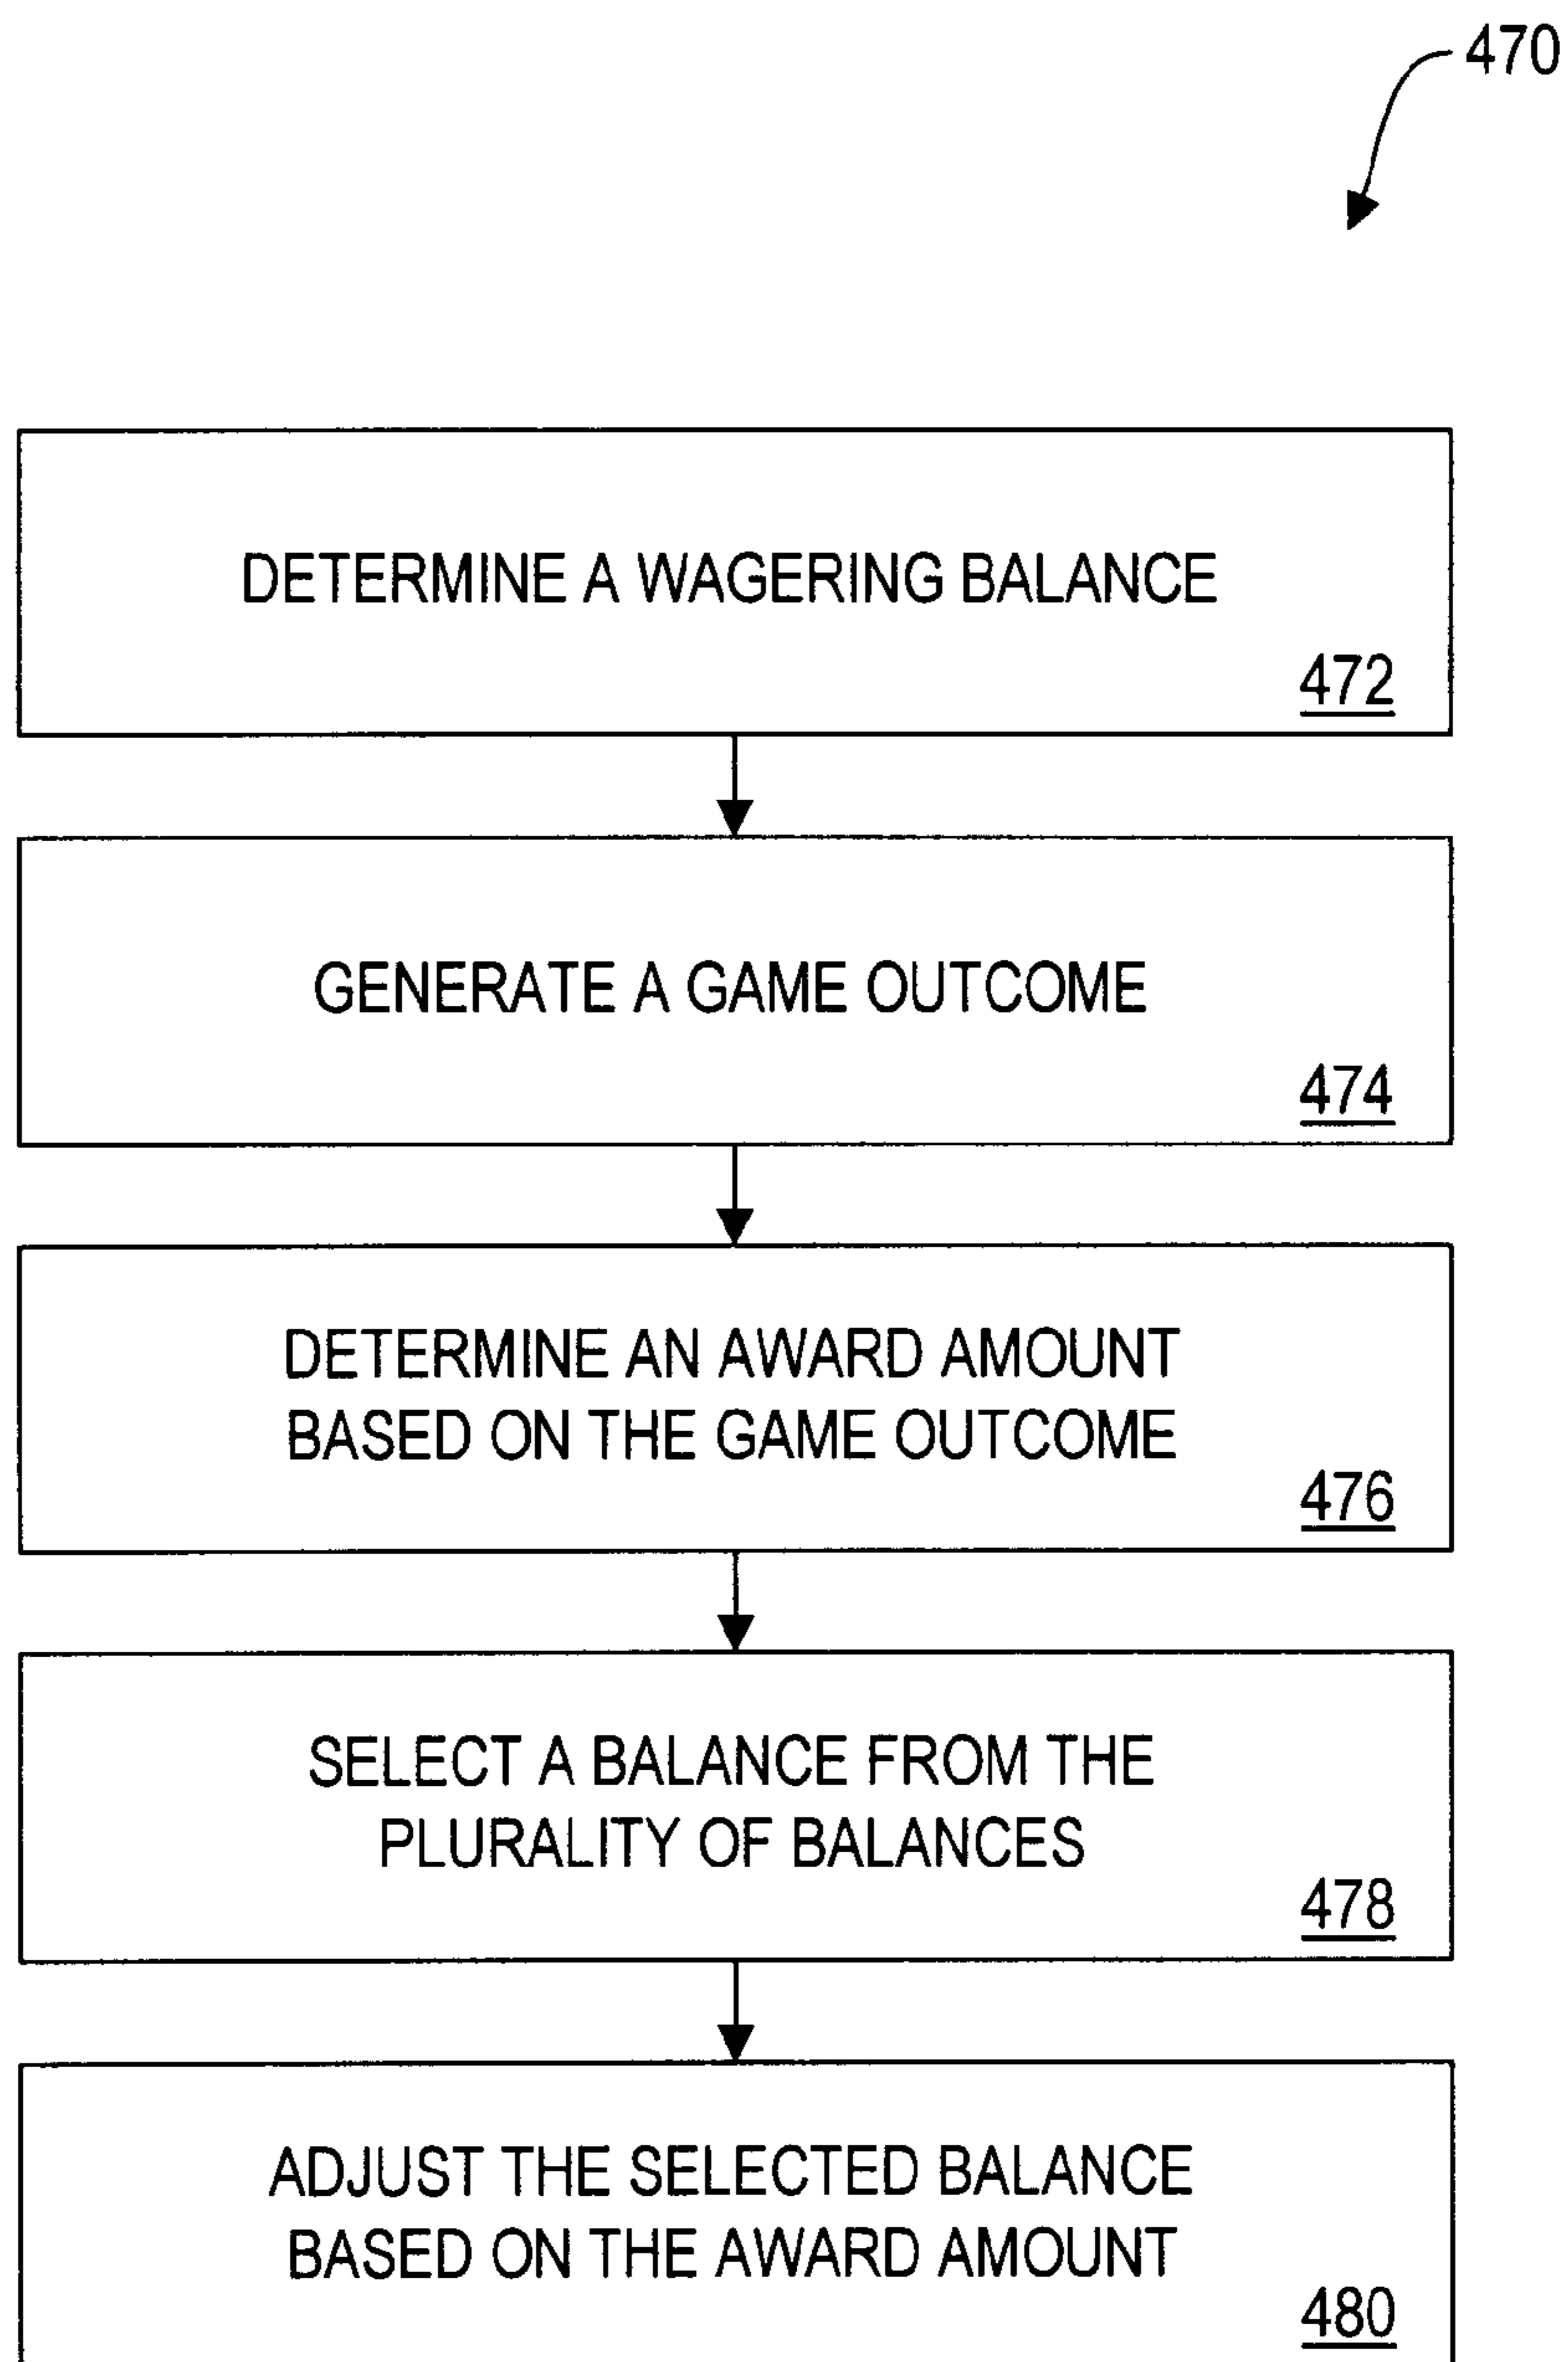 470
DETERMINE A WAGERING BALANCE
472
GENERATE A GAME OUTCOME
474
DETERMINE AN AWARD AMOUNT
BASED ON THE GAME OUTCOME
476
SELECT A BALANCE FROM THE
PLURALITY OF BALANCES
478
ADJUST THE SELECTED BALANCE
BASED ON THE AWARD AMOUNT
480